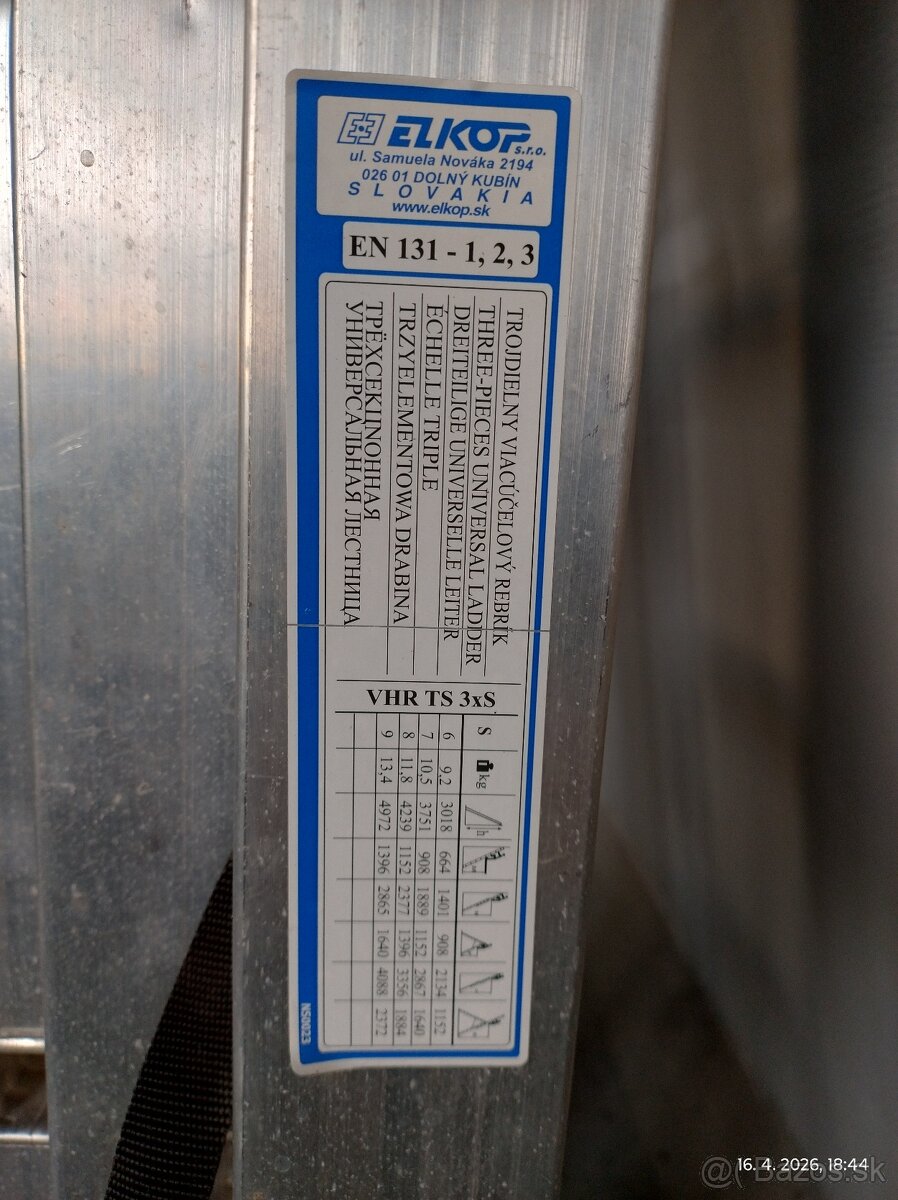 ELKOP
s.r.o.
ul. Samuela Nováka 2194
026 01 DOLNÝ KUBÍN
S L O V A K I A
www.elkop.sk
EN 131 - 1, 2, 3
TROJDIELNY VIACÚČELOVÝ REBRÍK
THREE-PIECES UNIVERSAL LADDER
DREITEILIGE UNIVERSELLE LEITER
ÉCHELLE TRIPLE
TRZYELEMENTOWA DRABINA
ТРЁХСЕКЦИОННАЯ
УНИВЕРСАЛЬНАЯ ЛЕСТНИЦА
VHR TS 3xS
S kg h
6 9,2 3018 664 1401 908 2134 1152
7 10,5 3751 908 1889 1152 2867 1640
8 11,8 4239 1152 2377 1396 3356 1884
9 13,4 4972 1396 2865 1640 4088 2372
N50023
16. 4. 2026, 18:44
@Bazos.sk